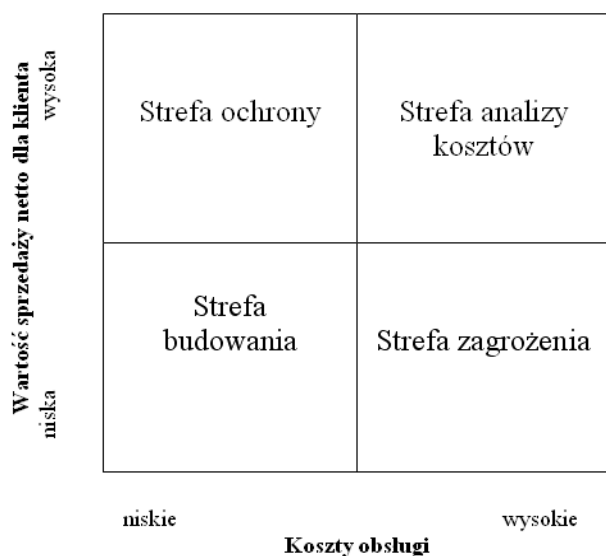 Wartość sprzedaży netto dla klienta
wysoka
niska
Strefa ochrony
Strefa analizy
kosztów
Strefa
budowania
Strefa zagrożenia
niskie
wysokie
Koszty obsługi